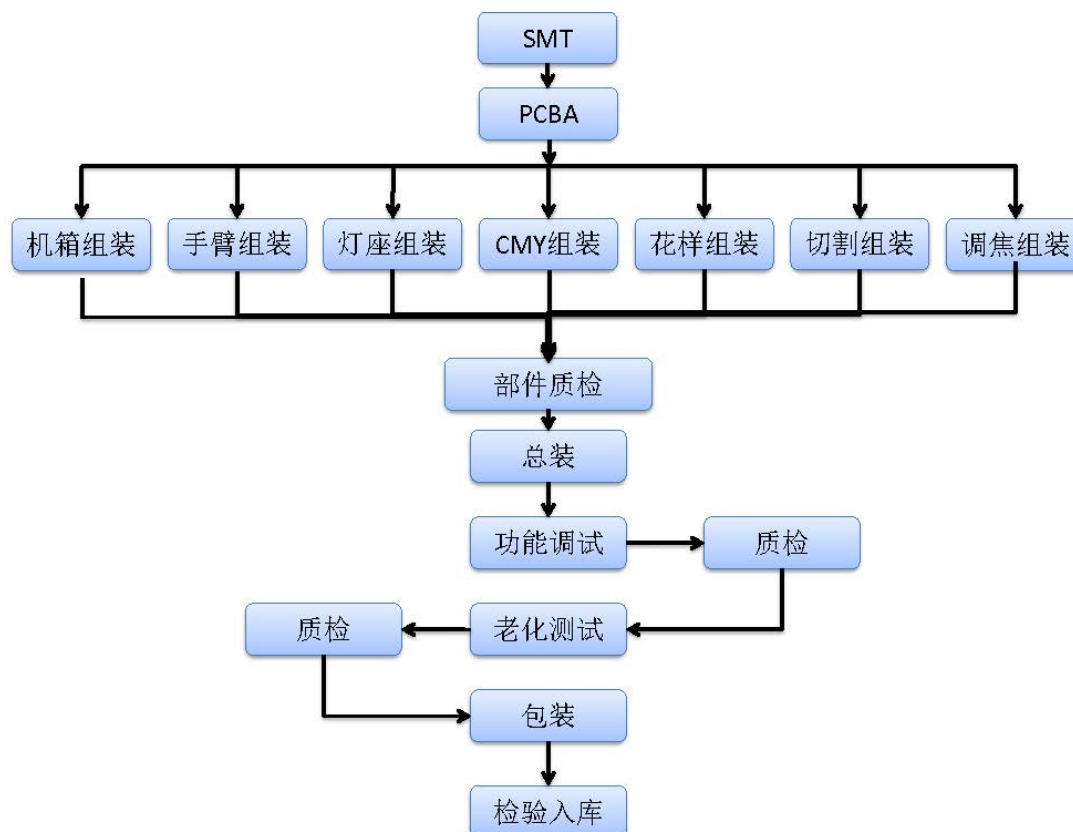 SMT
PCBA
机箱组装
手臂组装
灯座组装
CMY组装
花样组装
切割组装
调焦组装
部件质检
总装
功能调试
质检
质检
老化测试
包装
检验入库